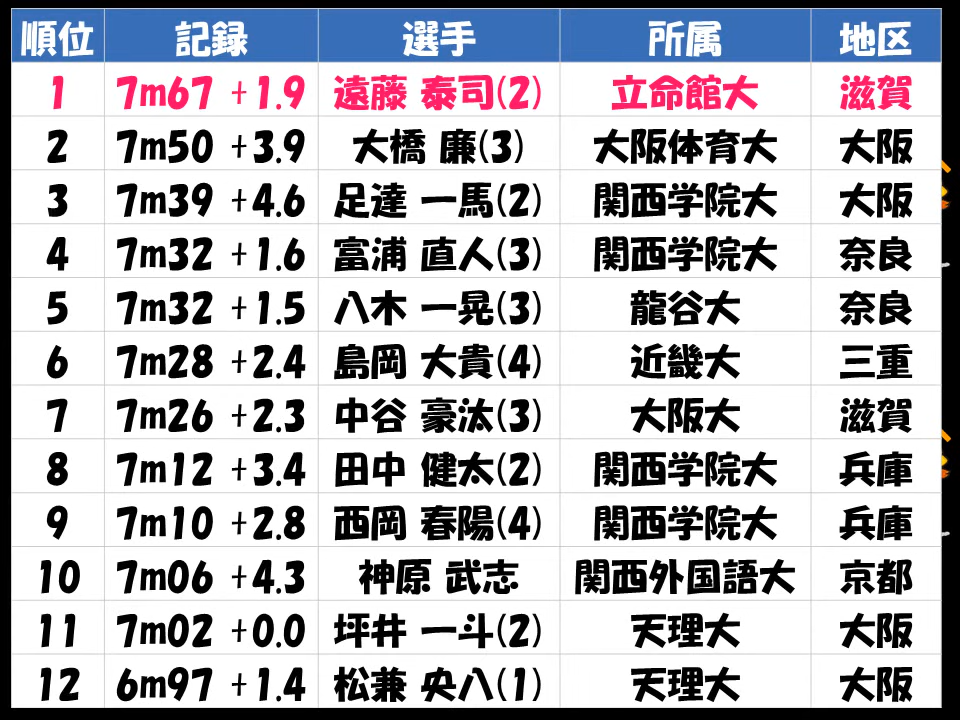 順位 記録 選手 所属 地区
1 7m67 +1.9 遠藤 泰司(2) 立命館大 滋賀
2 7m50 +3.9 大橋 廉(3) 大阪体育大 大阪
3 7m39 +4.6 足達 一馬(2) 関西学院大 大阪
4 7m32 +1.6 富浦 直人(3) 関西学院大 奈良
5 7m32 +1.5 八木 一晃(3) 龍谷大 奈良
6 7m28 +2.4 島岡 大貴(4) 近畿大 三重
7 7m26 +2.3 中谷 豪汰(3) 大阪大 滋賀
8 7m12 +3.4 田中 健太(2) 関西学院大 兵庫
9 7m10 +2.8 西岡 春陽(4) 関西学院大 兵庫
10 7m06 +4.3 神原 武志 関西外国語大 京都
11 7m02 +0.0 坪井 一斗(2) 天理大 大阪
12 6m97 +1.4 松兼 央八(1) 天理大 大阪